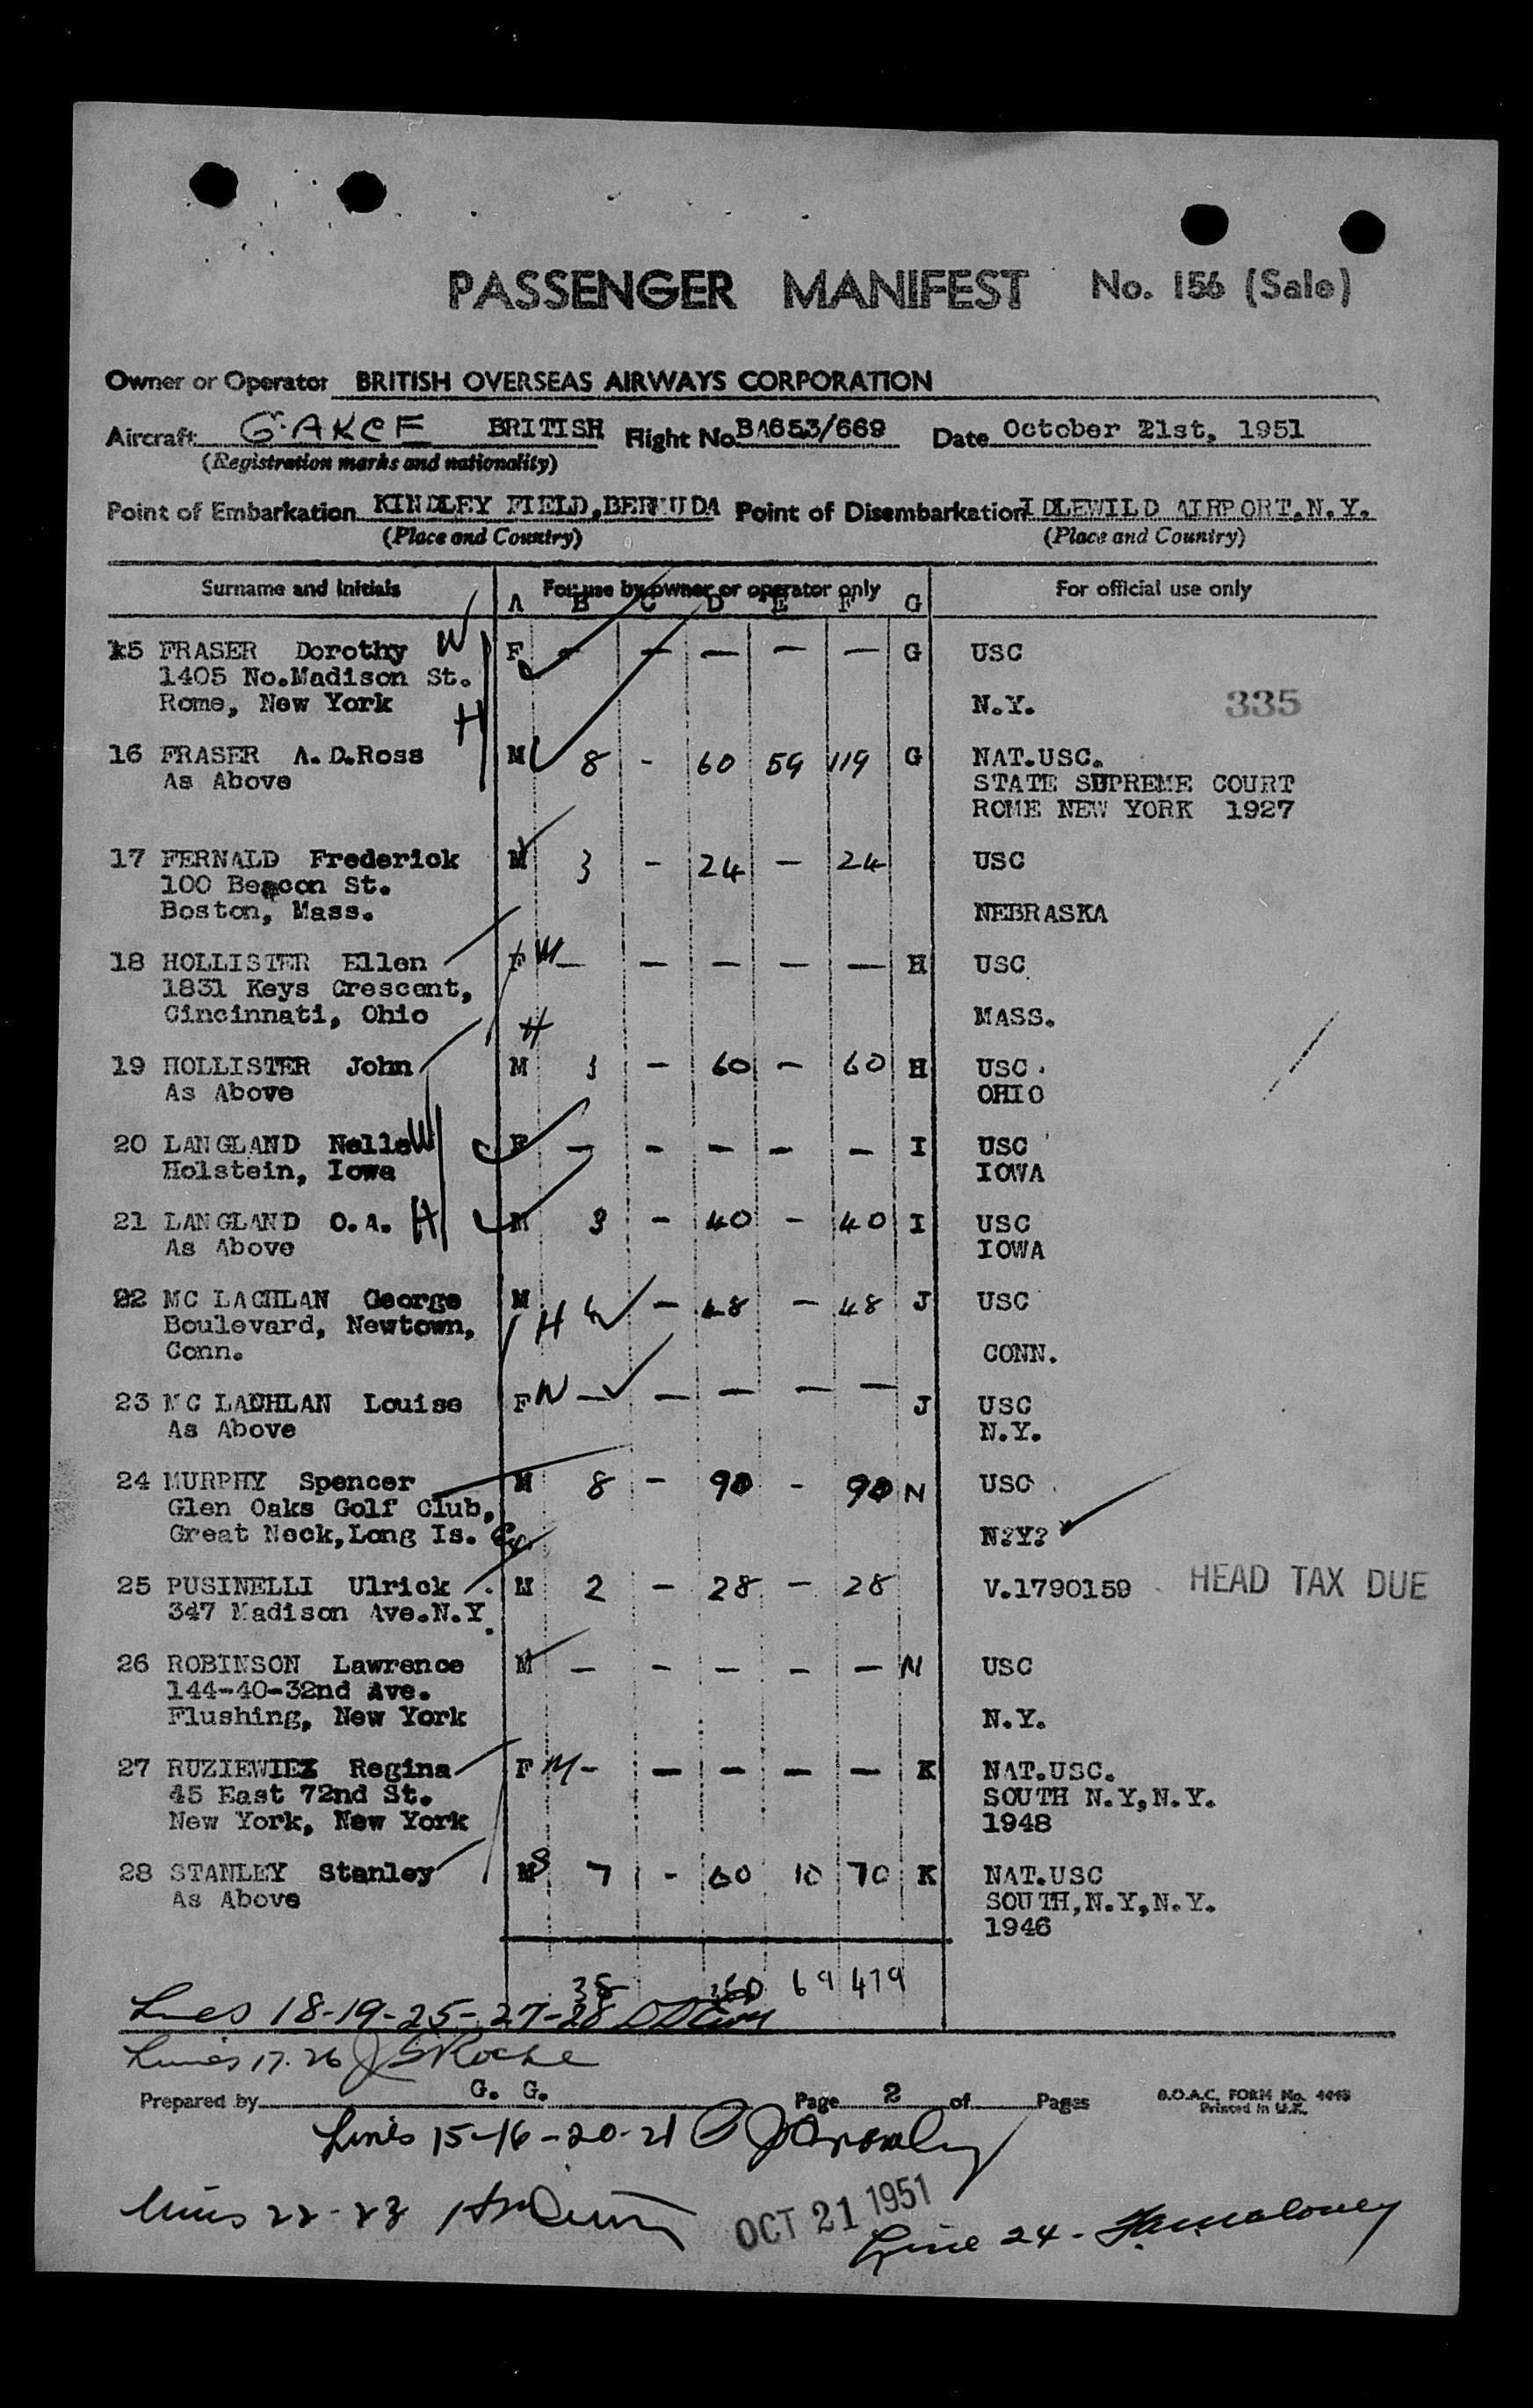 PASSENGER MANIFEST No. 156 (Sale)
Owner or Operator BRITISH OVERSEAS AIRWAYS CORPORATION
Aircraft G-AKCE BRITISH Flight No. BA653/669 Date October 21st, 1951
(Registration marks and nationality)
Point of Embarkation KINDLEY FIELD, BERMUDA Point of Disembarkation IDLEWILD AIRPORT.N.Y.
(Place and Country) (Place and Country)
Surname and Initials For use by owner or operator only For official use only
A B C D E F G
15 FRASER Dorothy W F — — — — — G USC
1405 No.Madison St.
Rome, New York H N.Y. 335
16 FRASER A.D.Ross M 8 - 60 59 119 G NAT.USC.
As Above STATE SUPREME COURT
ROME NEW YORK 1927
17 FERNALD Frederick M 3 - 24 — 24 USC
100 Beacon St.
Boston, Mass. NEBRASKA
18 HOLLISTER Ellen F W — — — — — H USC
1831 Keys Crescent,
Cincinnati, Ohio H MASS.
19 HOLLISTER John M 3 - 60 - 60 H USC.
As Above OHIO
20 LANGLAND Nelle W F — - - - - I USC
Holstein, Iowa IOWA
21 LANGLAND O.A. H M 3 - 40 - 40 I USC
As Above IOWA
22 MC LACHLAN George M H 4 - 48 - 48 J USC
Boulevard, Newtown,
Conn. CONN.
23 MC LACHLAN Louise F W — — — — — J USC
As Above N.Y.
24 MURPHY Spencer M 8 - 90 - 90 N USC
Glen Oaks Golf Club,
Great Neck,Long Is. N?Y?
25 PUSINELLI Ulrick M 2 - 28 - 28 V.1790159 HEAD TAX DUE
347 Madison Ave.N.Y.
26 ROBINSON Lawrence M — — — — — N USC
144-40-32nd Ave.
Flushing, New York N.Y.
27 RUZIEWIEZ Regina F M — — — — — K NAT.USC.
45 East 72nd St. SOUTH N.Y,N.Y.
New York, New York 1948
28 STANLEY Stanley M S 7 - 60 10 70 K NAT.USC
As Above SOUTH,N.Y,N.Y.
1946
38 69 479
Lines 18-19-25-27-28
Lines 17.26 J S Roche
Prepared by G. G. Page 2 of Pages B.O.A.C. FORM No.
Printed in U.K.
Lines 15-16-20-21
Lines 22-23
OCT 21 1951
Line 24 -